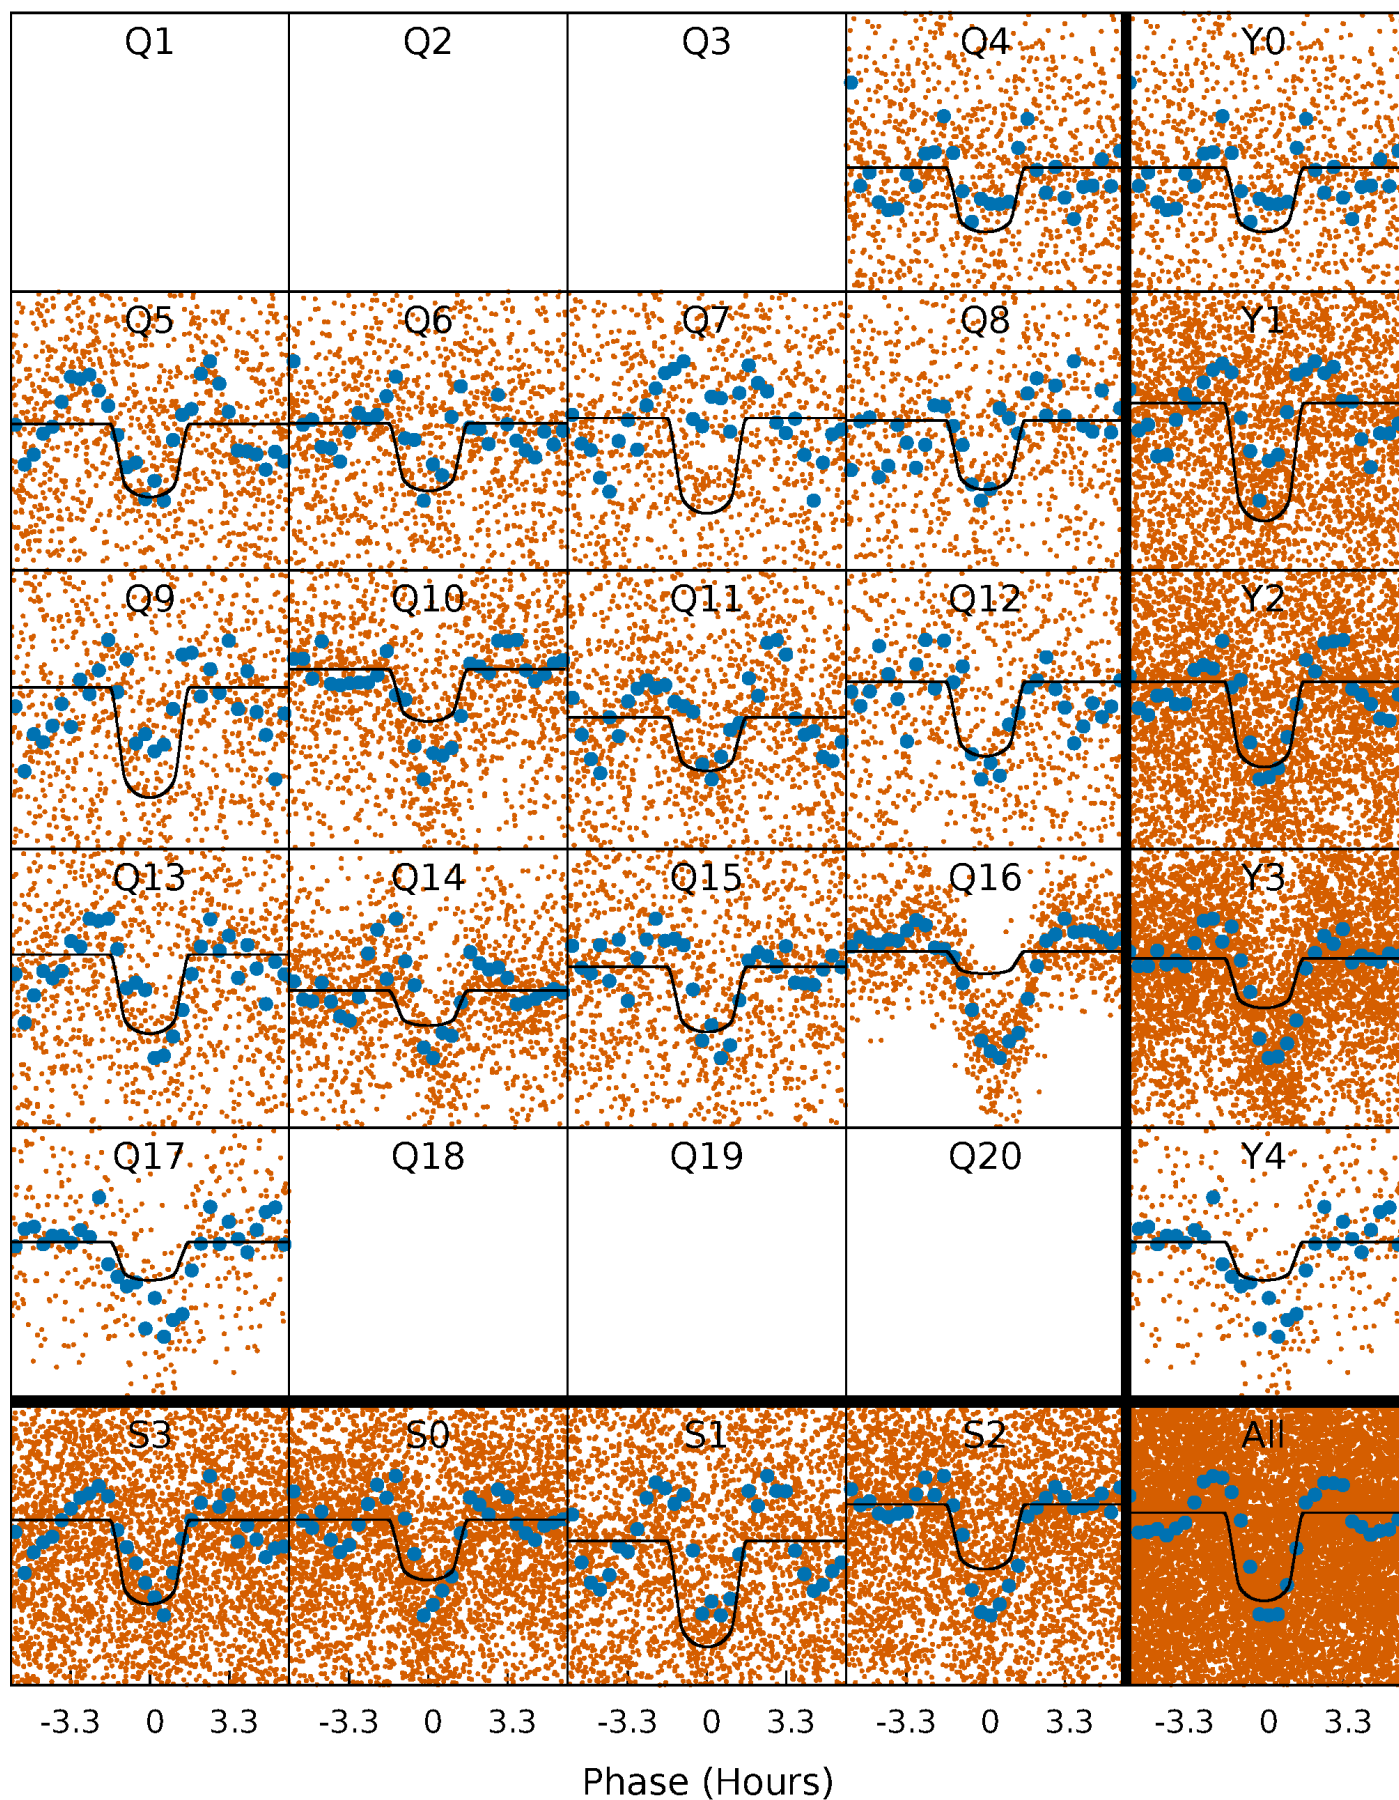 Q1 Q2 Q3 Q4 Y0
Q5 Q6 Q7 Q8 Y1
Q9 Q10 Q11 Q12 Y2
Q13 Q14 Q15 Q16 Y3
Q17 Q18 Q19 Q20 Y4
S3 S0 S1 S2 All
-3.3 0 3.3 -3.3 0 3.3 -3.3 0 3.3 -3.3 0 3.3 -3.3 0 3.3
Phase (Hours)